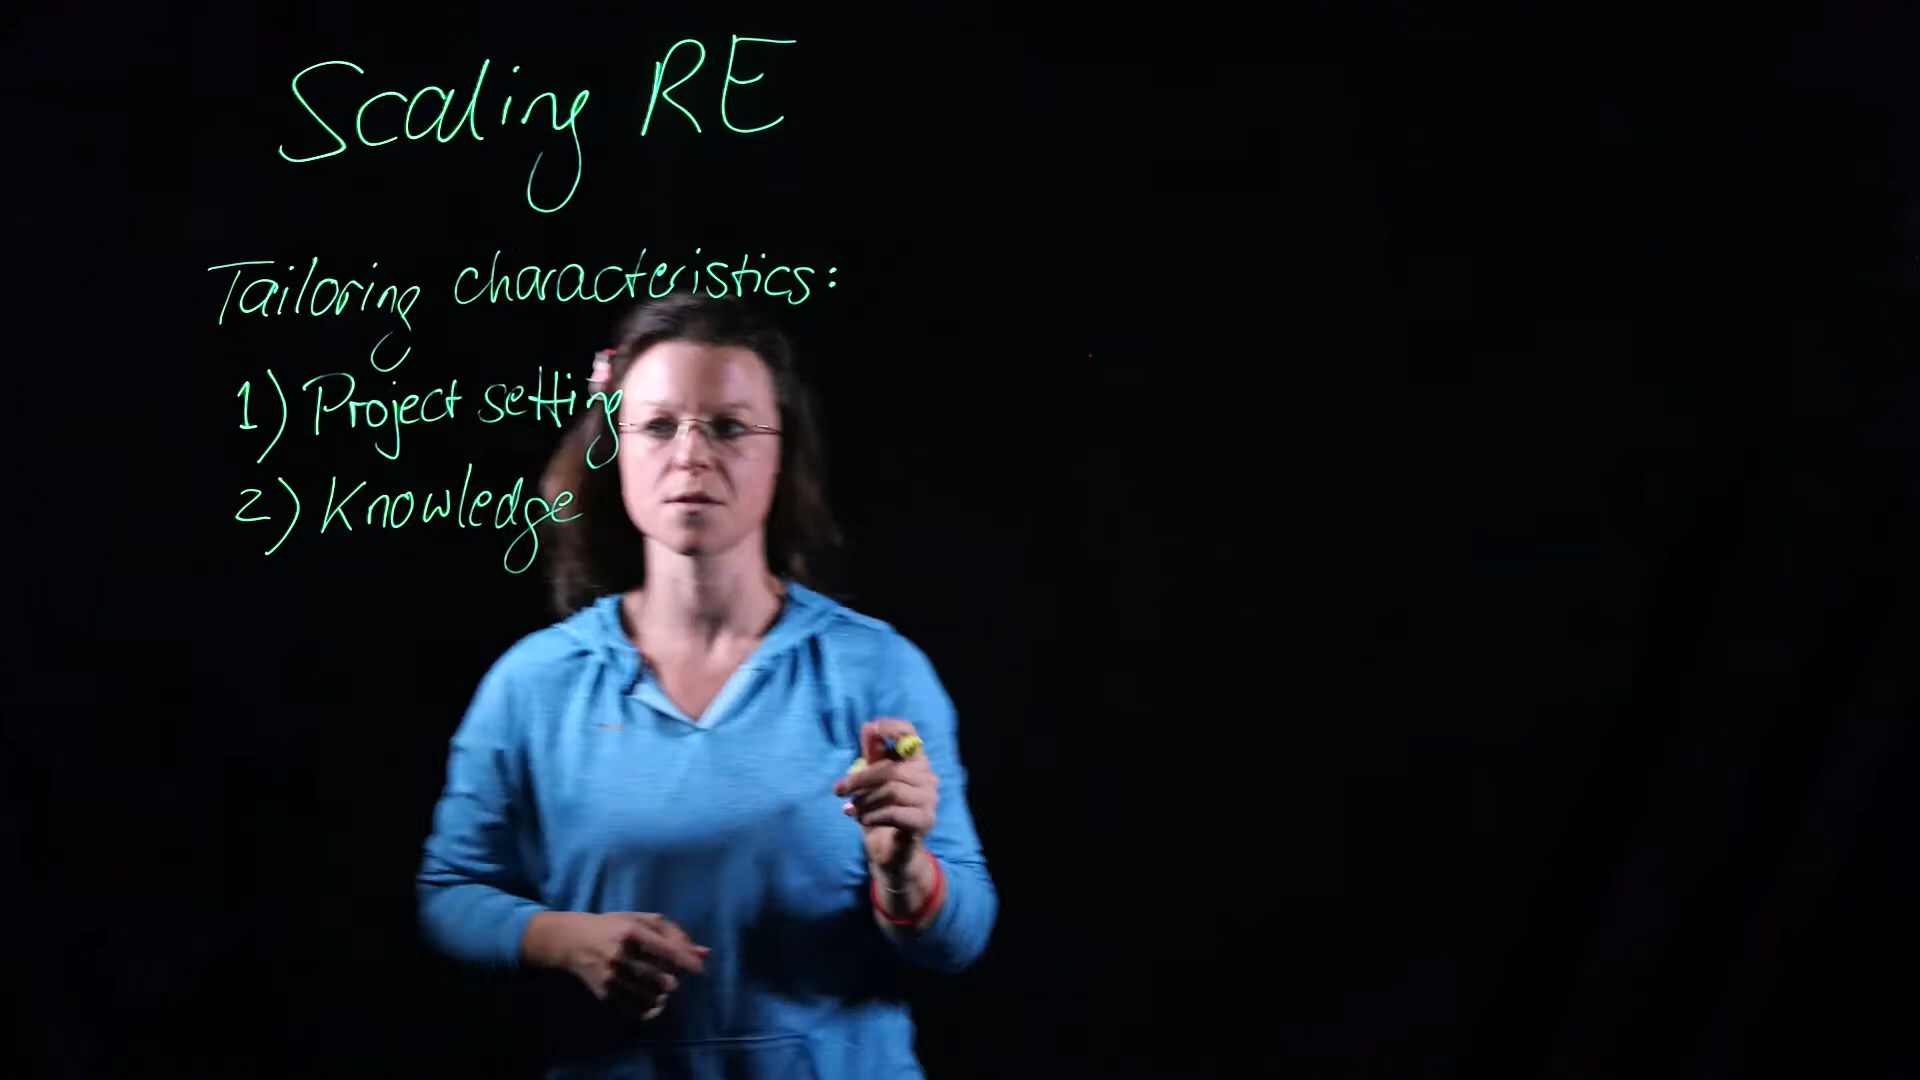 Scaling RE
Tailoring characteristics:
1) Project setting
2) Knowledge